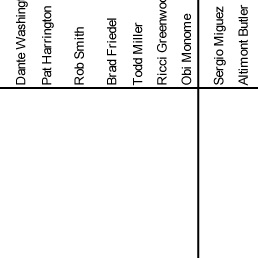 Dante Washing
Pat Harrington
Rob Smith
Brad Friedel
Todd Miller
Ricci Greenwoo
Obi Monome
Sergio Miguez
Altimont Butler